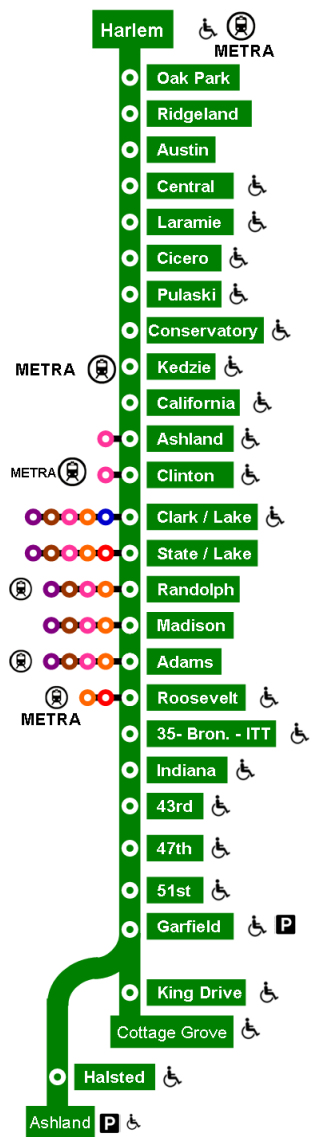 Harlem
METRA
Oak Park
Ridgeland
Austin
Central
Laramie
Cicero
Pulaski
Conservatory
METRA
Kedzie
California
Ashland
METRA
Clinton
Clark / Lake
State / Lake
Randolph
Madison
Adams
Roosevelt
METRA
35- Bron. - ITT
Indiana
43rd
47th
51st
Garfield P
King Drive
Cottage Grove
Halsted
Ashland P